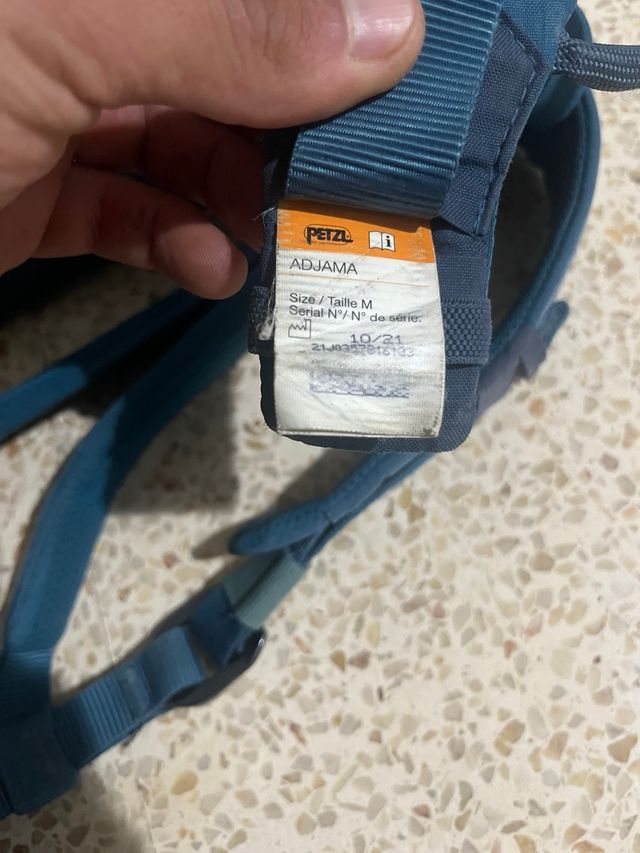 PETZL
ADJAMA
Size / Taille M
Serial N°/ N° de série:
10/21